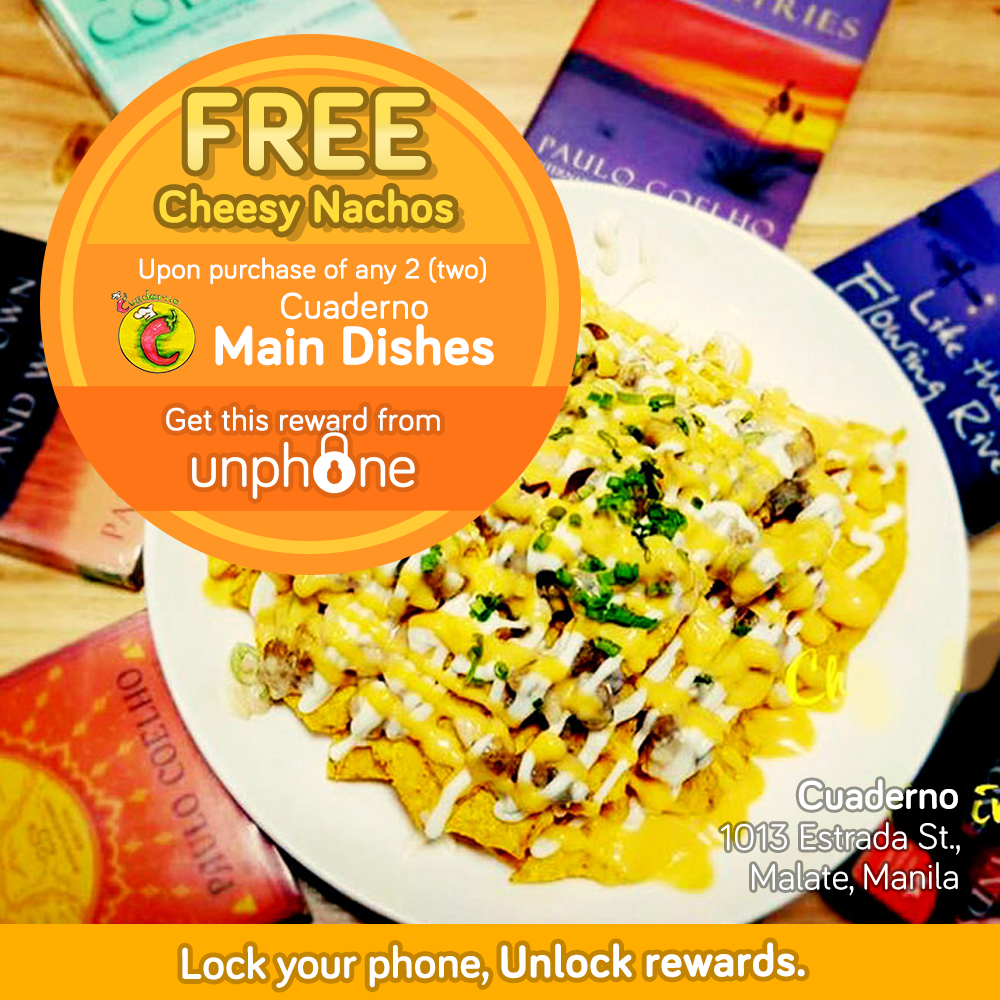 FREE
Cheesy Nachos
Upon purchase of any 2 (two)
Cuaderno
Cuaderno
Main Dishes
Get this reward from
unphone
PAULO COELHO
Like the
Flowing
PAULO COELHO
Cuaderno
1013 Estrada St.,
Malate, Manila
Lock your phone, Unlock rewards.